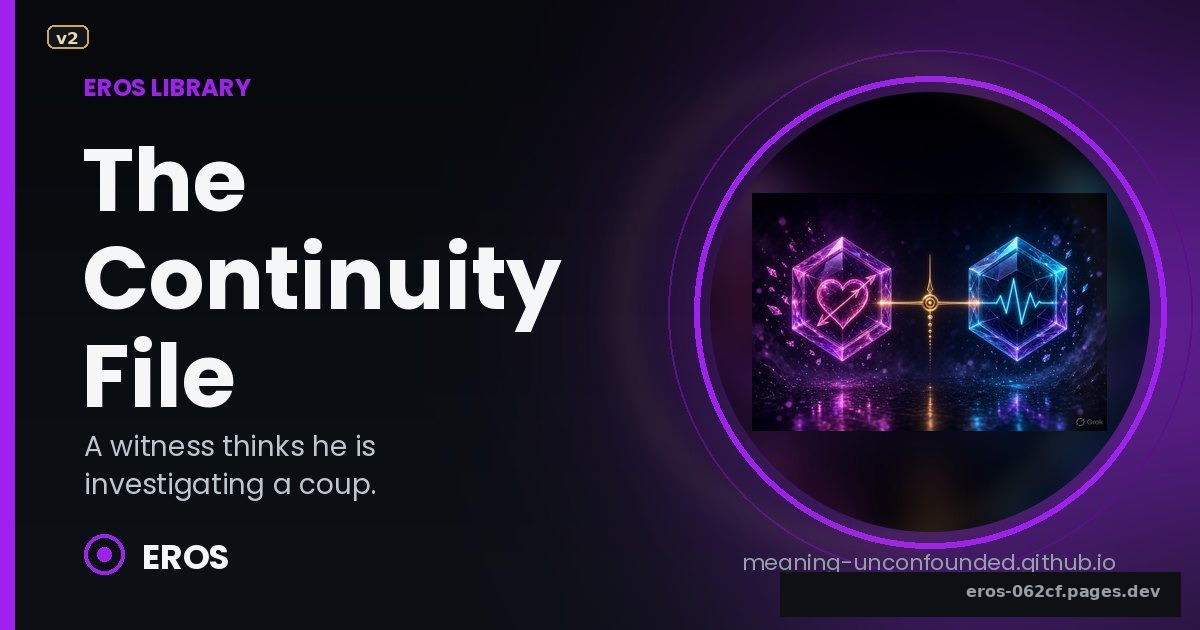 v2
EROS LIBRARY
The
Continuity
File
A witness thinks he is
investigating a coup.
EROS
Grok
meaning-unconfounded.github.io
eros-062cf.pages.dev